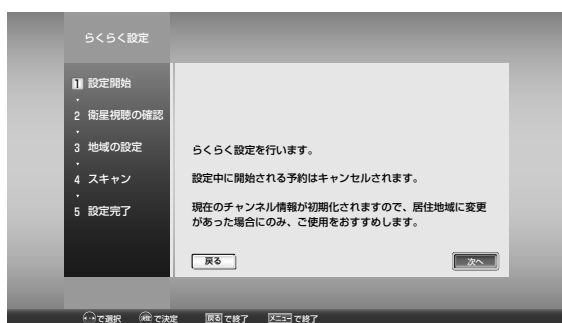 らくらく設定
1 設定開始
2 衛星視聴の確認
3 地域の設定
4 スキャン
5 設定完了
らくらく設定を行います。
設定中に開始される予約はキャンセルされます。
現在のチャンネル情報が初期化されますので、居住地域に変更
があった場合にのみ、ご使用をおすすめします。
戻る 次へ
で選択 決定 で決定 戻る で終了 メニュー で終了